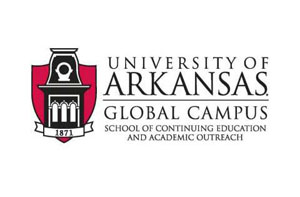 UNIVERSITY OF
ARKANSAS.
GLOBAL CAMPUS
SCHOOL OF CONTINUING EDUCATION
AND ACADEMIC OUTREACH
1871